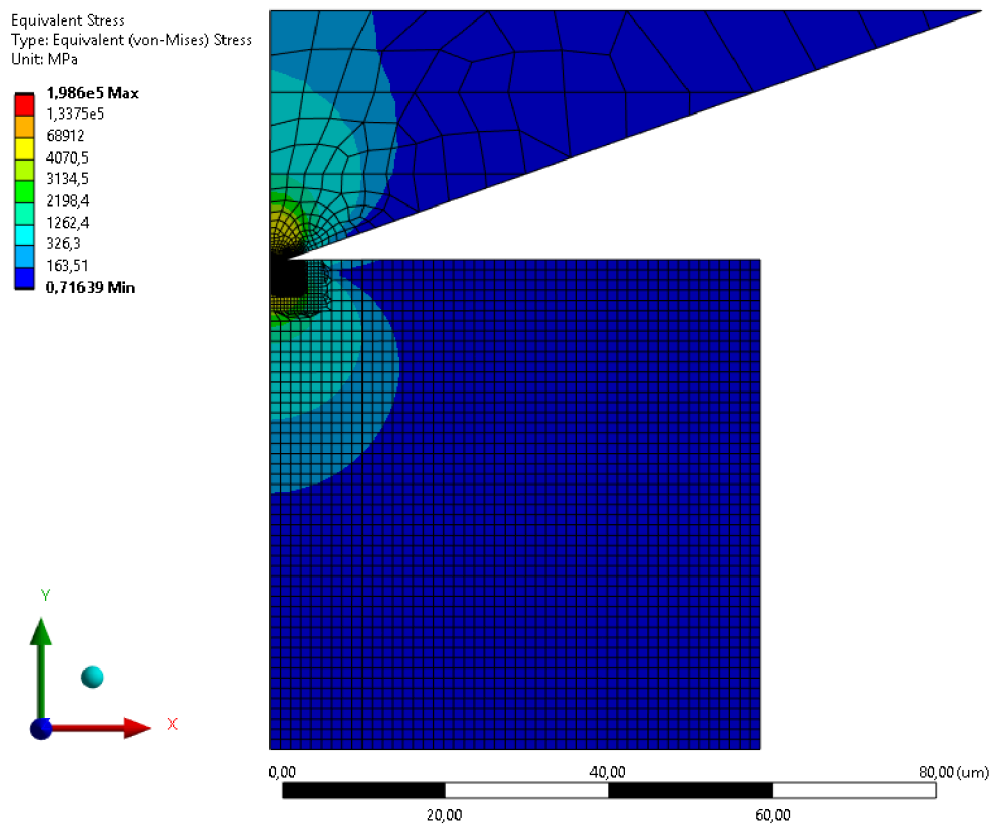 Equivalent Stress
Type: Equivalent (von-Mises) Stress
Unit: MPa
1,986e5 Max
1,3375e5
68912
4070,5
3134,5
2198,4
1262,4
326,3
163,51
0,71639 Min
Y
X
0,00 40,00 80,00 (um)
20,00 60,00